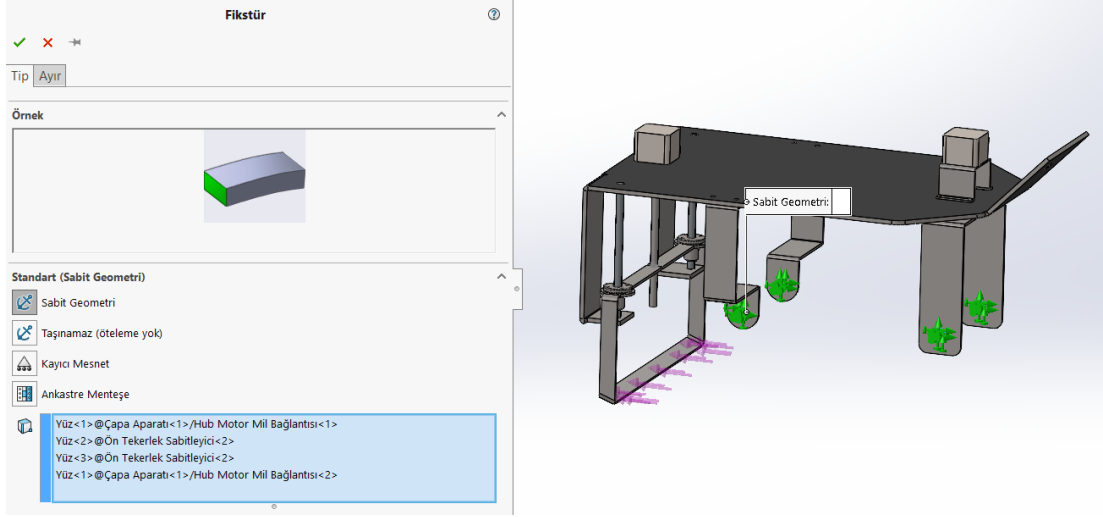 Fikstür
Tip Ayır
Örnek
Standart (Sabit Geometri)
Sabit Geometri
Taşınamaz (öteleme yok)
Kayıcı Mesnet
Ankastre Menteşe
Yüz<1>@Çapa Aparatı<1>/Hub Motor Mil Bağlantısı<1>
Yüz<2>@Ön Tekerlek Sabitleyici<2>
Yüz<3>@Ön Tekerlek Sabitleyici<2>
Yüz<1>@Çapa Aparatı<1>/Hub Motor Mil Bağlantısı<2>
Sabit Geometri: